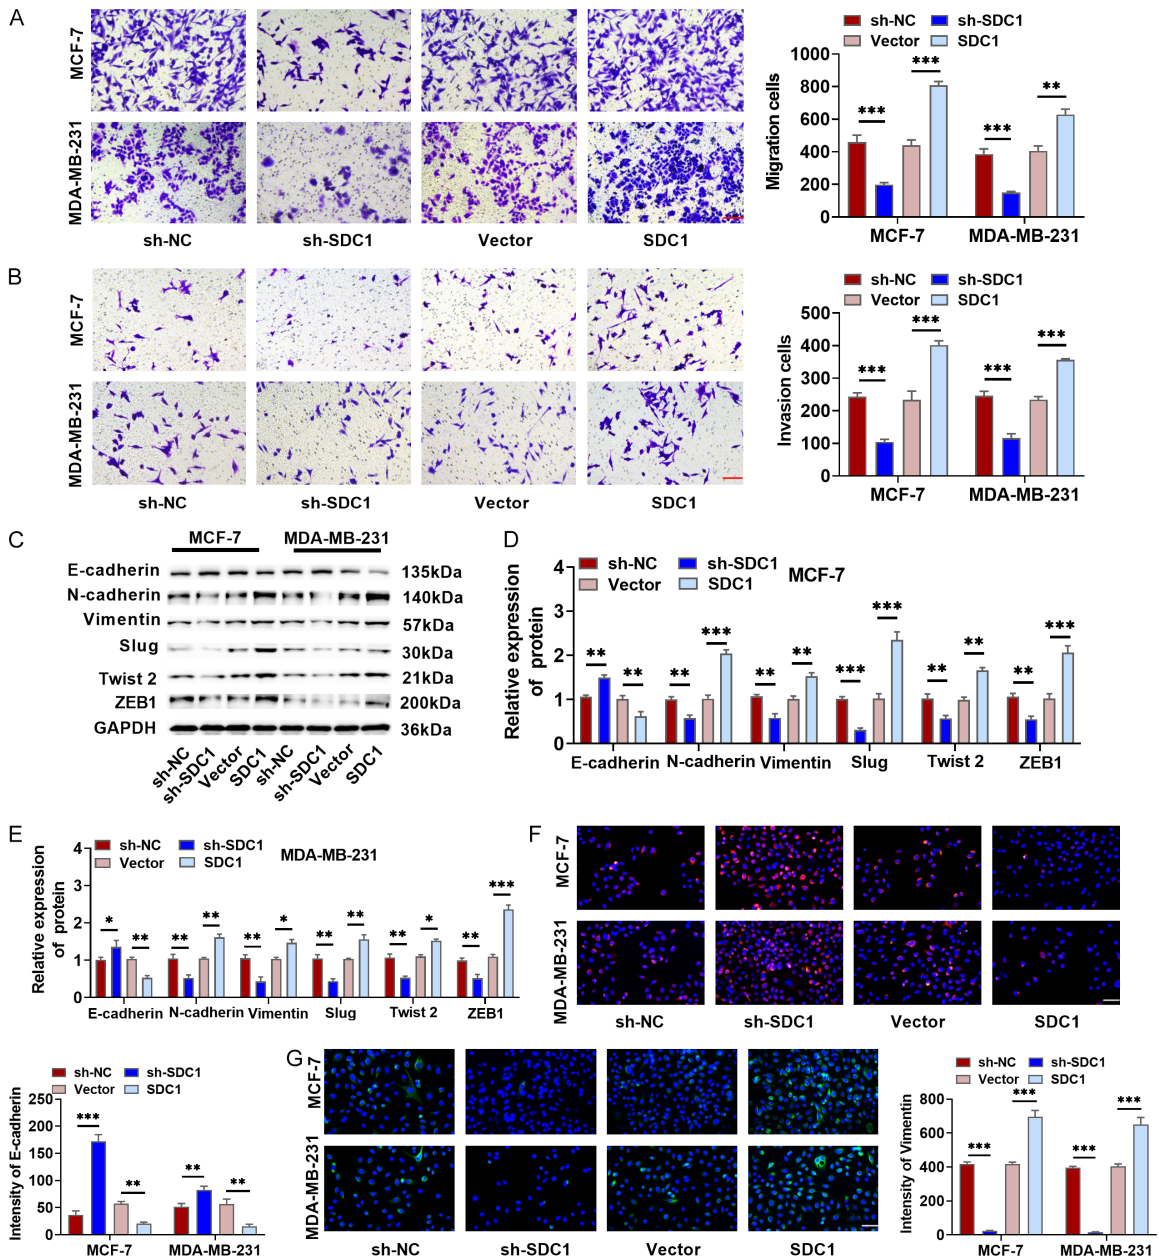 A
MCF-7
MDA-MB-231
sh-NC
sh-SDC1
Vector
SDC1
sh-NC
sh-SDC1
Vector
SDC1
Migration cells
1000
800
600
400
200
0
***
***
***
**
MCF-7
MDA-MB-231
B
MCF-7
MDA-MB-231
sh-NC
sh-SDC1
Vector
SDC1
sh-NC
sh-SDC1
Vector
SDC1
Invasion cells
500
400
300
200
100
0
***
***
***
***
MCF-7
MDA-MB-231
C
MCF-7
MDA-MB-231
E-cadherin
135kDa
N-cadherin
140kDa
Vimentin
57kDa
Slug
30kDa
Twist 2
21kDa
ZEB1
200kDa
GAPDH
36kDa
sh-NC
sh-SDC1
Vector
SDC1
sh-NC
sh-SDC1
Vector
SDC1
D
sh-NC
sh-SDC1
Vector
SDC1
MCF-7
Relative expression
of protein
4
3
2
1
0
**
**
**
***
**
**
***
***
**
**
**
***
E-cadherin
N-cadherin
Vimentin
Slug
Twist 2
ZEB1
E
sh-NC
sh-SDC1
Vector
SDC1
MDA-MB-231
Relative expression
of protein
4
3
2
1
0
*
**
**
**
**
*
**
**
**
*
**
***
E-cadherin
N-cadherin
Vimentin
Slug
Twist 2
ZEB1
F
MCF-7
MDA-MB-231
sh-NC
sh-SDC1
Vector
SDC1
sh-NC
sh-SDC1
Vector
SDC1
Intensity of E-cadherin
250
200
150
100
50
0
***
**
**
**
MCF-7
MDA-MB-231
G
MCF-7
MDA-MB-231
sh-NC
sh-SDC1
Vector
SDC1
sh-NC
sh-SDC1
Vector
SDC1
Intensity of Vimentin
800
600
400
200
0
***
***
***
***
MCF-7
MDA-MB-231